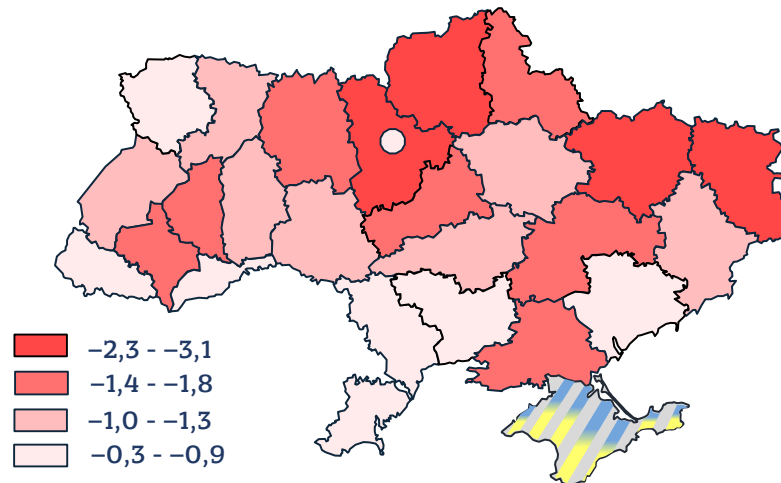 –2,3 - –3,1
–1,4 - –1,8
–1,0 - –1,3
–0,3 - –0,9